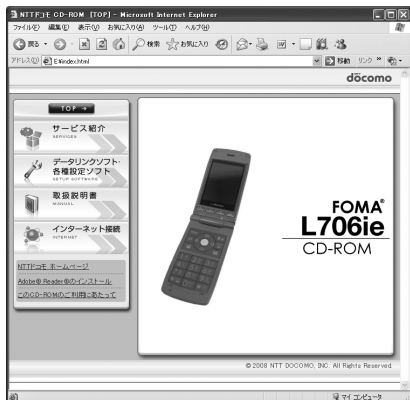 NTTドコモ CD-ROM [TOP] - Microsoft Internet Explorer
ファイル(F) 編集(E) 表示(V) お気に入り(A) ツール(T) ヘルプ(H)
戻る 検索 お気に入り
アドレス(D) E:¥index.html 移動 リンク »
döcomo
TOP →
サービス紹介
SERVICES
データリンクソフト・
各種設定ソフト
SETUP SOFTWARE
取扱説明書
MANUAL
インターネット接続
INTERNET
NTTドコモ ホームページ
Adobe® Reader®のインストール
このCD-ROMのご利用にあたって
FOMA®
L706ie
CD-ROM
© 2008 NTT DOCOMO, INC. All Rights Reserved.
マイ コンピュータ